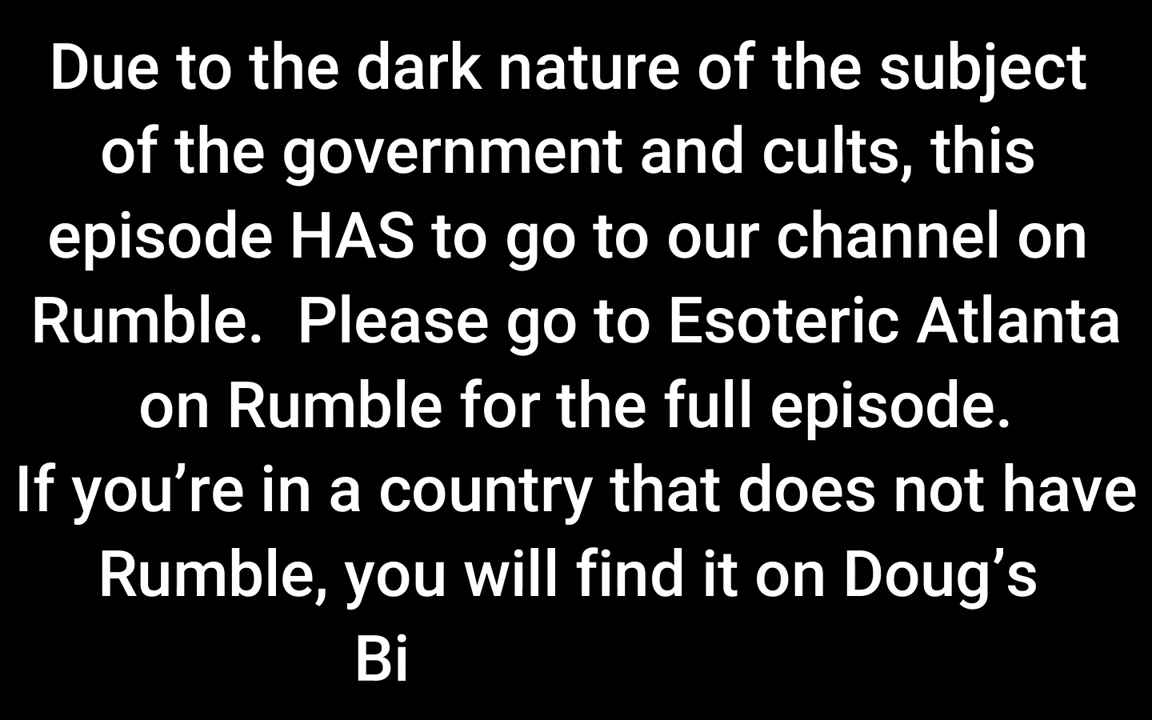 Due to the dark nature of the subject
of the government and cults, this
episode HAS to go to our channel on
Rumble.  Please go to Esoteric Atlanta
on Rumble for the full episode.
If you’re in a country that does not have
Rumble, you will find it on Doug’s
Bi